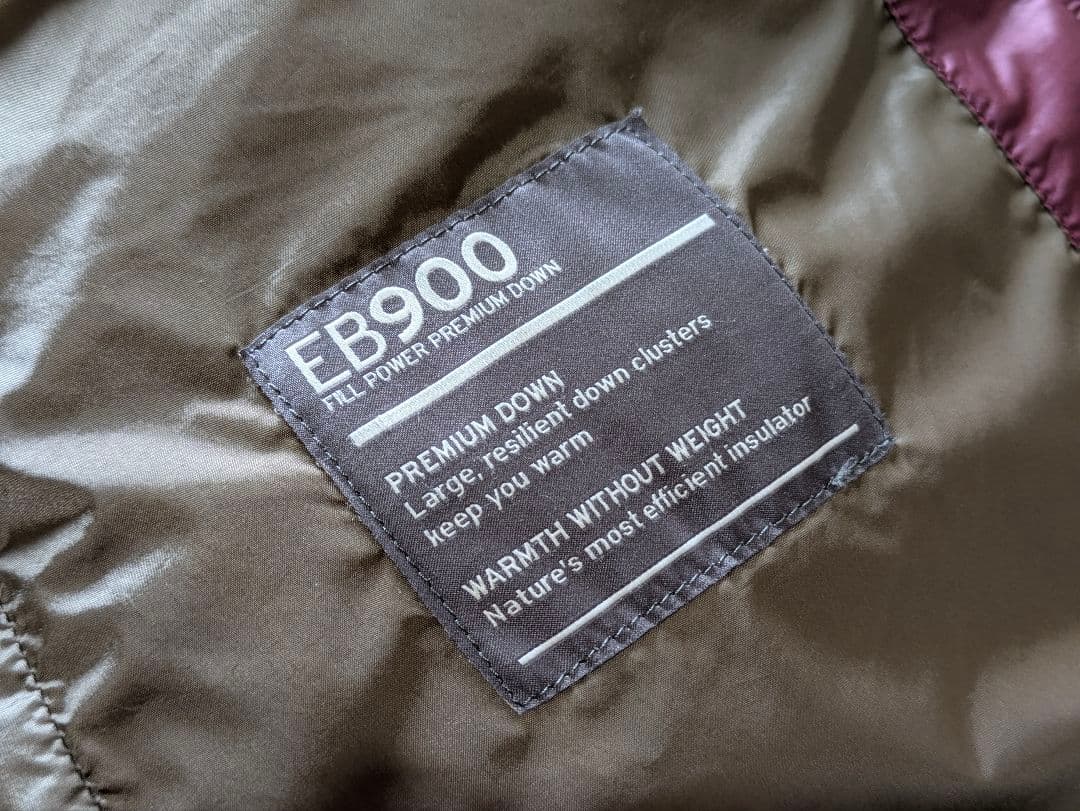 EB900
FILL POWER PREMIUM DOWN
PREMIUM DOWN
Large, resilient down clusters
keep you warm
WARMTH WITHOUT WEIGHT
Nature's most efficient insulator